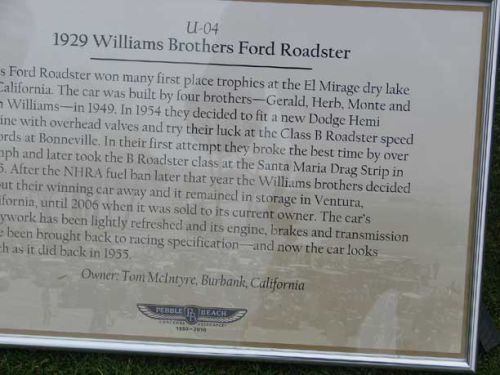 U-04
1929 Williams Brothers Ford Roadster
s Ford Roadster won many first place trophies at the El Mirage dry lake
California. The car was built by four brothers—Gerald, Herb, Monte and
Williams—in 1949. In 1954 they decided to fit a new Dodge Hemi
ine with overhead valves and try their luck at the Class B Roadster speed
ords at Bonneville. In their first attempt they broke the best time by over
mph and later took the B Roadster class at the Santa Maria Drag Strip in
5. After the NHRA fuel ban later that year the Williams brothers decided
ut their winning car away and it remained in storage in Ventura,
ifornia, until 2006 when it was sold to its current owner. The car's
ywork has been lightly refreshed and its engine, brakes and transmission
e been brought back to racing specification—and now the car looks
ch as it did back in 1955.
Owner: Tom McIntyre, Burbank, California
PEBBLE BEACH
CONCOURS D'ELEGANCE
1950-2010